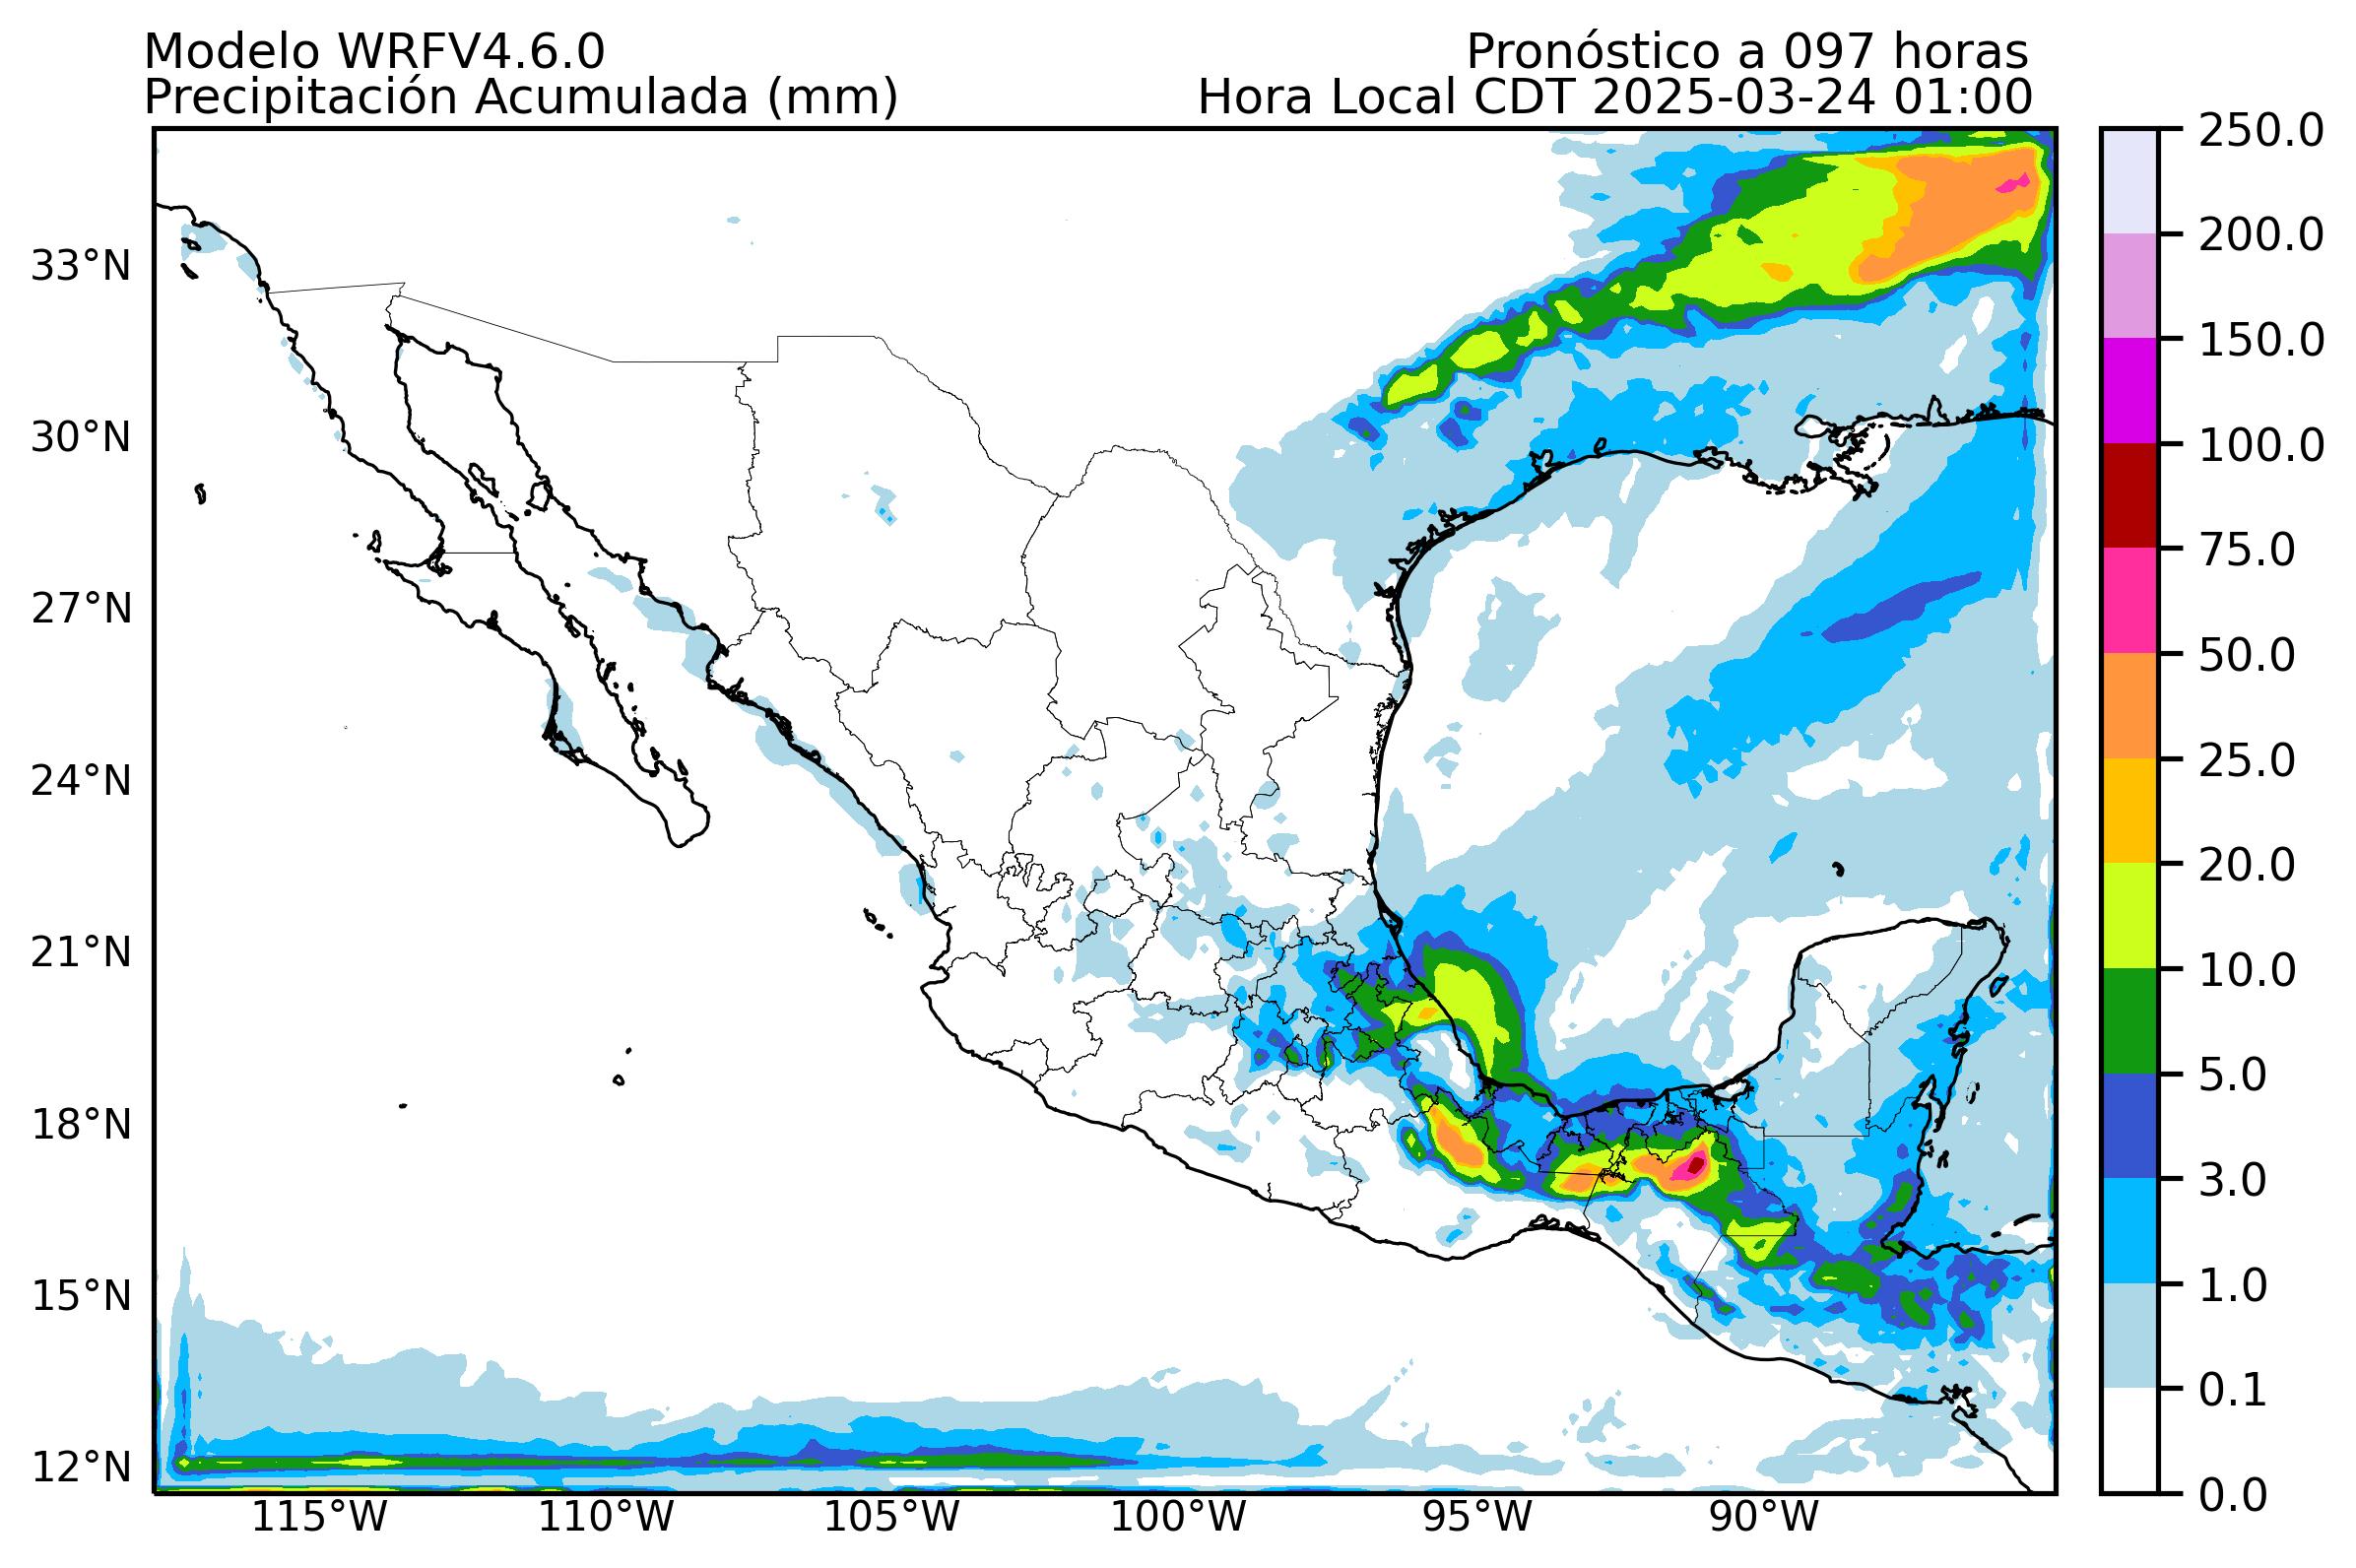 Modelo WRFV4.6.0
Pronóstico a 097 horas
Precipitación Acumulada (mm)
Hora Local CDT 2025-03-24 01:00
250.0
200.0
150.0
100.0
75.0
50.0
25.0
20.0
10.0
5.0
3.0
1.0
0.1
0.0
33°N
30°N
27°N
24°N
21°N
18°N
15°N
12°N
115°W
110°W
105°W
100°W
95°W
90°W